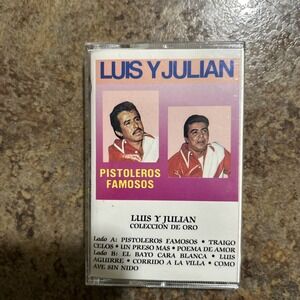 LUIS Y JULIAN
PISTOLEROS
FAMOSOS
LUIS Y JULIAN
COLECCIÓN DE ORO
Lado A: PISTOLEROS FAMOSOS • TRAIGO
CELOS • UN PRESO MAS • POEMA DE AMOR
Lado B: EL BAYO CARA BLANCA • LUIS
AGUIRRE • CORRIDO A LA VILLA • COMO
AVE SIN NIDO